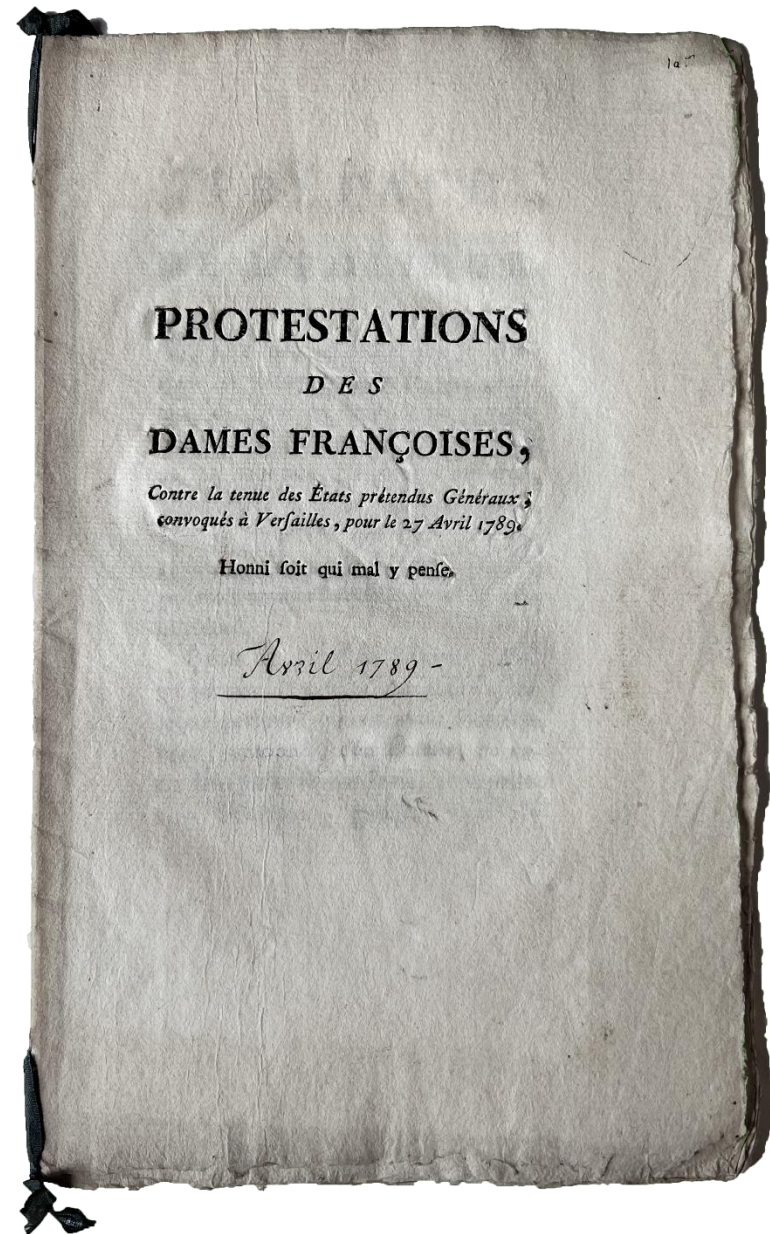 PROTESTATIONS
DES
DAMES FRANÇOISES,
Contre la tenue des États prétendus Généraux ;
convoqués à Verſailles, pour le 27 Avril 1789.
Honni ſoit qui mal y penſe.
Avril 1789 -